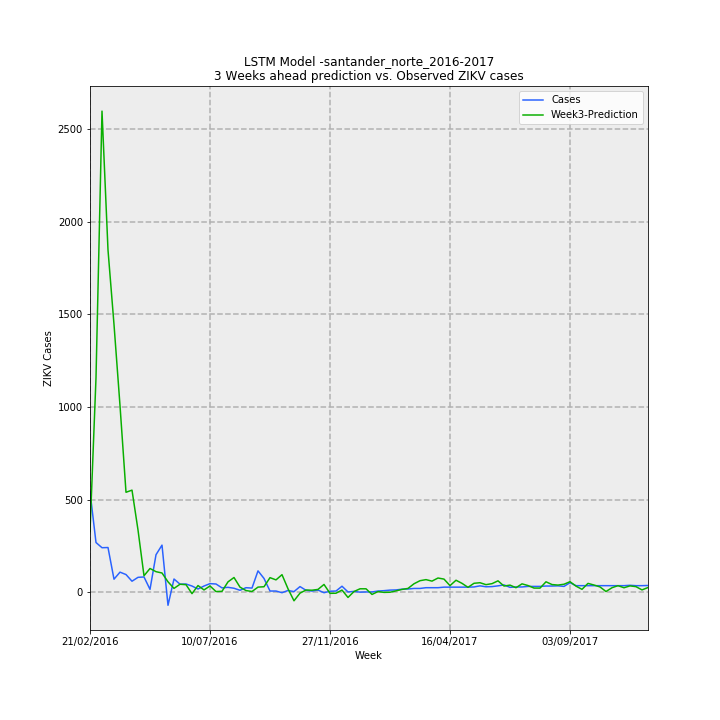 LSTM Model -santander_norte_2016-2017
3 Weeks ahead prediction vs. Observed ZIKV cases
Cases
Week3-Prediction
2500
2000
1500
1000
500
0
ZIKV Cases
21/02/2016 10/07/2016 27/11/2016 16/04/2017 03/09/2017
Week